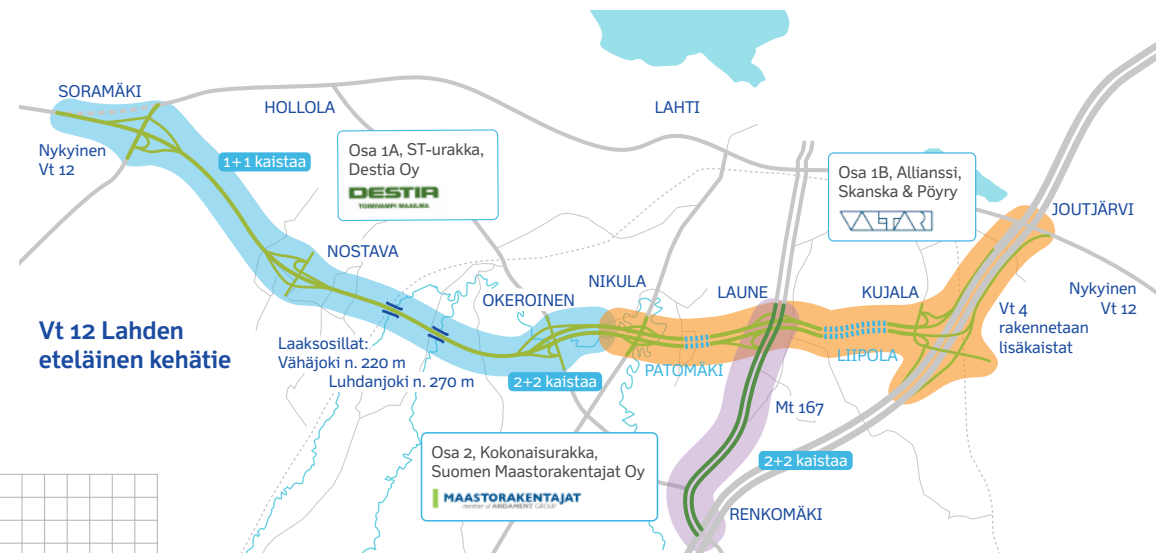 SORAMÄKI
HOLLOLA
LAHTI
Nykyinen
Vt 12
1+1 kaistaa
Osa 1A, ST-urakka,
Destia Oy
DESTIA
TOIMIVAMPI MAAILMA
Osa 1B, Allianssi,
Skanska & Pöyry
VALTARI
JOUTJÄRVI
NOSTAVA
NIKULA
OKEROINEN
LAUNE
KUJALA
Nykyinen
Vt 12
Vt 4
rakennetaan
lisäkaistat
Vt 12 Lahden
eteläinen kehätie
Laaksosillat:
Vähäjoki n. 220 m
Luhdanjoki n. 270 m
2+2 kaistaa
PATOMÄKI
LIIPOLA
Mt 167
Osa 2, Kokonaisurakka,
Suomen Maastorakentajat Oy
MAASTORAKENTAJAT
member of ANDAMENT GROUP
2+2 kaistaa
RENKOMÄKI